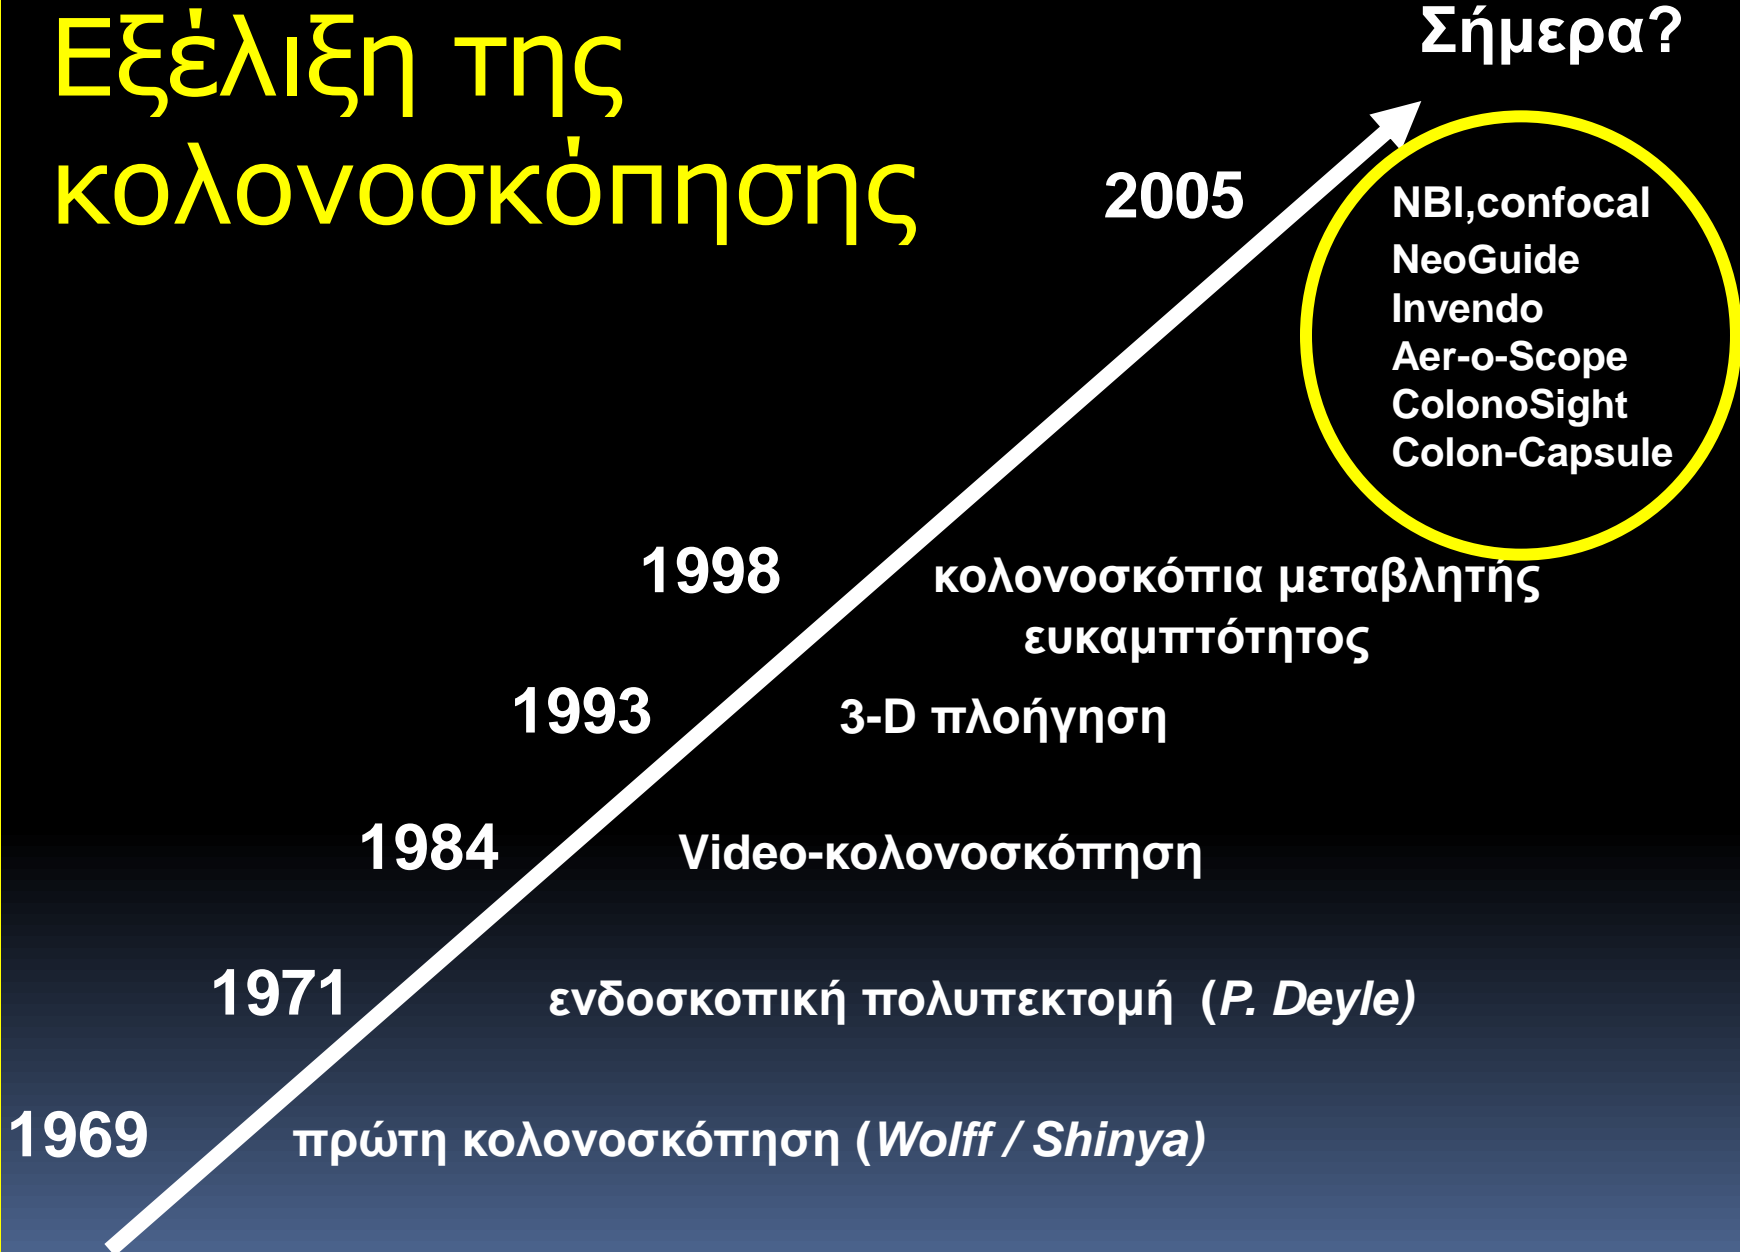 Εξέλιξη της
κολονοσκόπησης
Σήμερα?
2005
NBI,confocal
NeoGuide
Invendo
Aer-o-Scope
ColonoSight
Colon-Capsule
1998 κολονοσκόπια μεταβλητής
ευκαμπτότητος
1993 3-D πλοήγηση
1984 Video-κολονοσκόπηση
1971 ενδοσκοπική πολυπεκτομή (P. Deyle)
1969 πρώτη κολονοσκόπηση (Wolff / Shinya)